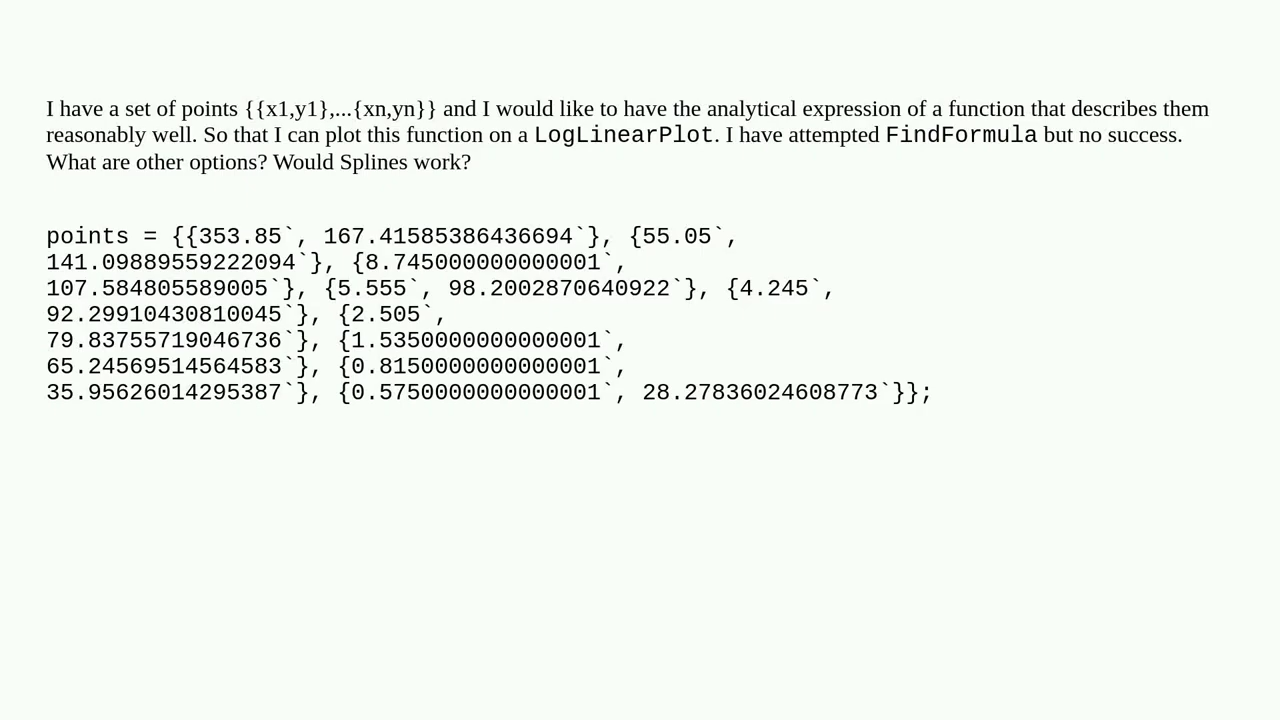 I have a set of points {{x1,y1},...{xn,yn}} and I would like to have the analytical expression of a function that describes them
reasonably well. So that I can plot this function on a LogLinearPlot. I have attempted FindFormula but no success.
What are other options? Would Splines work?
points = {{353.85`, 167.41585386436694`}, {55.05`,
141.09889559222094`}, {8.745000000000001`,
107.584805589005`}, {5.555`, 98.2002870640922`}, {4.245`,
92.29910430810045`}, {2.505`,
79.83755719046736`}, {1.5350000000000001`,
65.24569514564583`}, {0.8150000000000001`,
35.95626014295387`}, {0.5750000000000001`, 28.27836024608773`}};